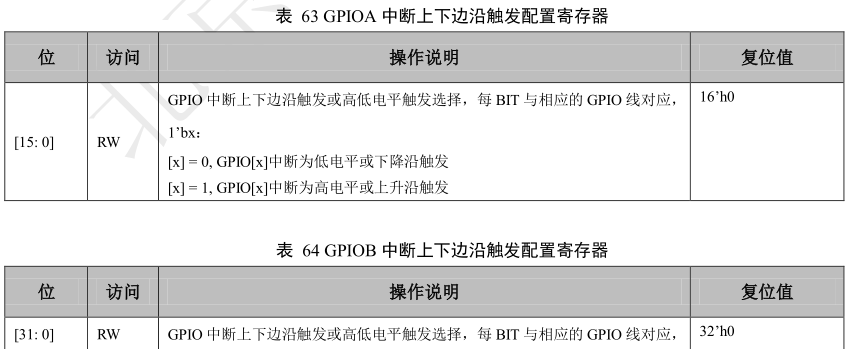 表 63 GPIOA 中断上下边沿触发配置寄存器
位 访问 操作说明 复位值
[15: 0] RW GPIO 中断上下边沿触发或高低电平触发选择，每 BIT 与相应的 GPIO 线对应， 16’h0
1’bx：
[x] = 0, GPIO[x]中断为低电平或下降沿触发
[x] = 1, GPIO[x]中断为高电平或上升沿触发
表 64 GPIOB 中断上下边沿触发配置寄存器
位 访问 操作说明 复位值
[31: 0] RW GPIO 中断上下边沿触发或高低电平触发选择，每 BIT 与相应的 GPIO 线对应， 32’h0